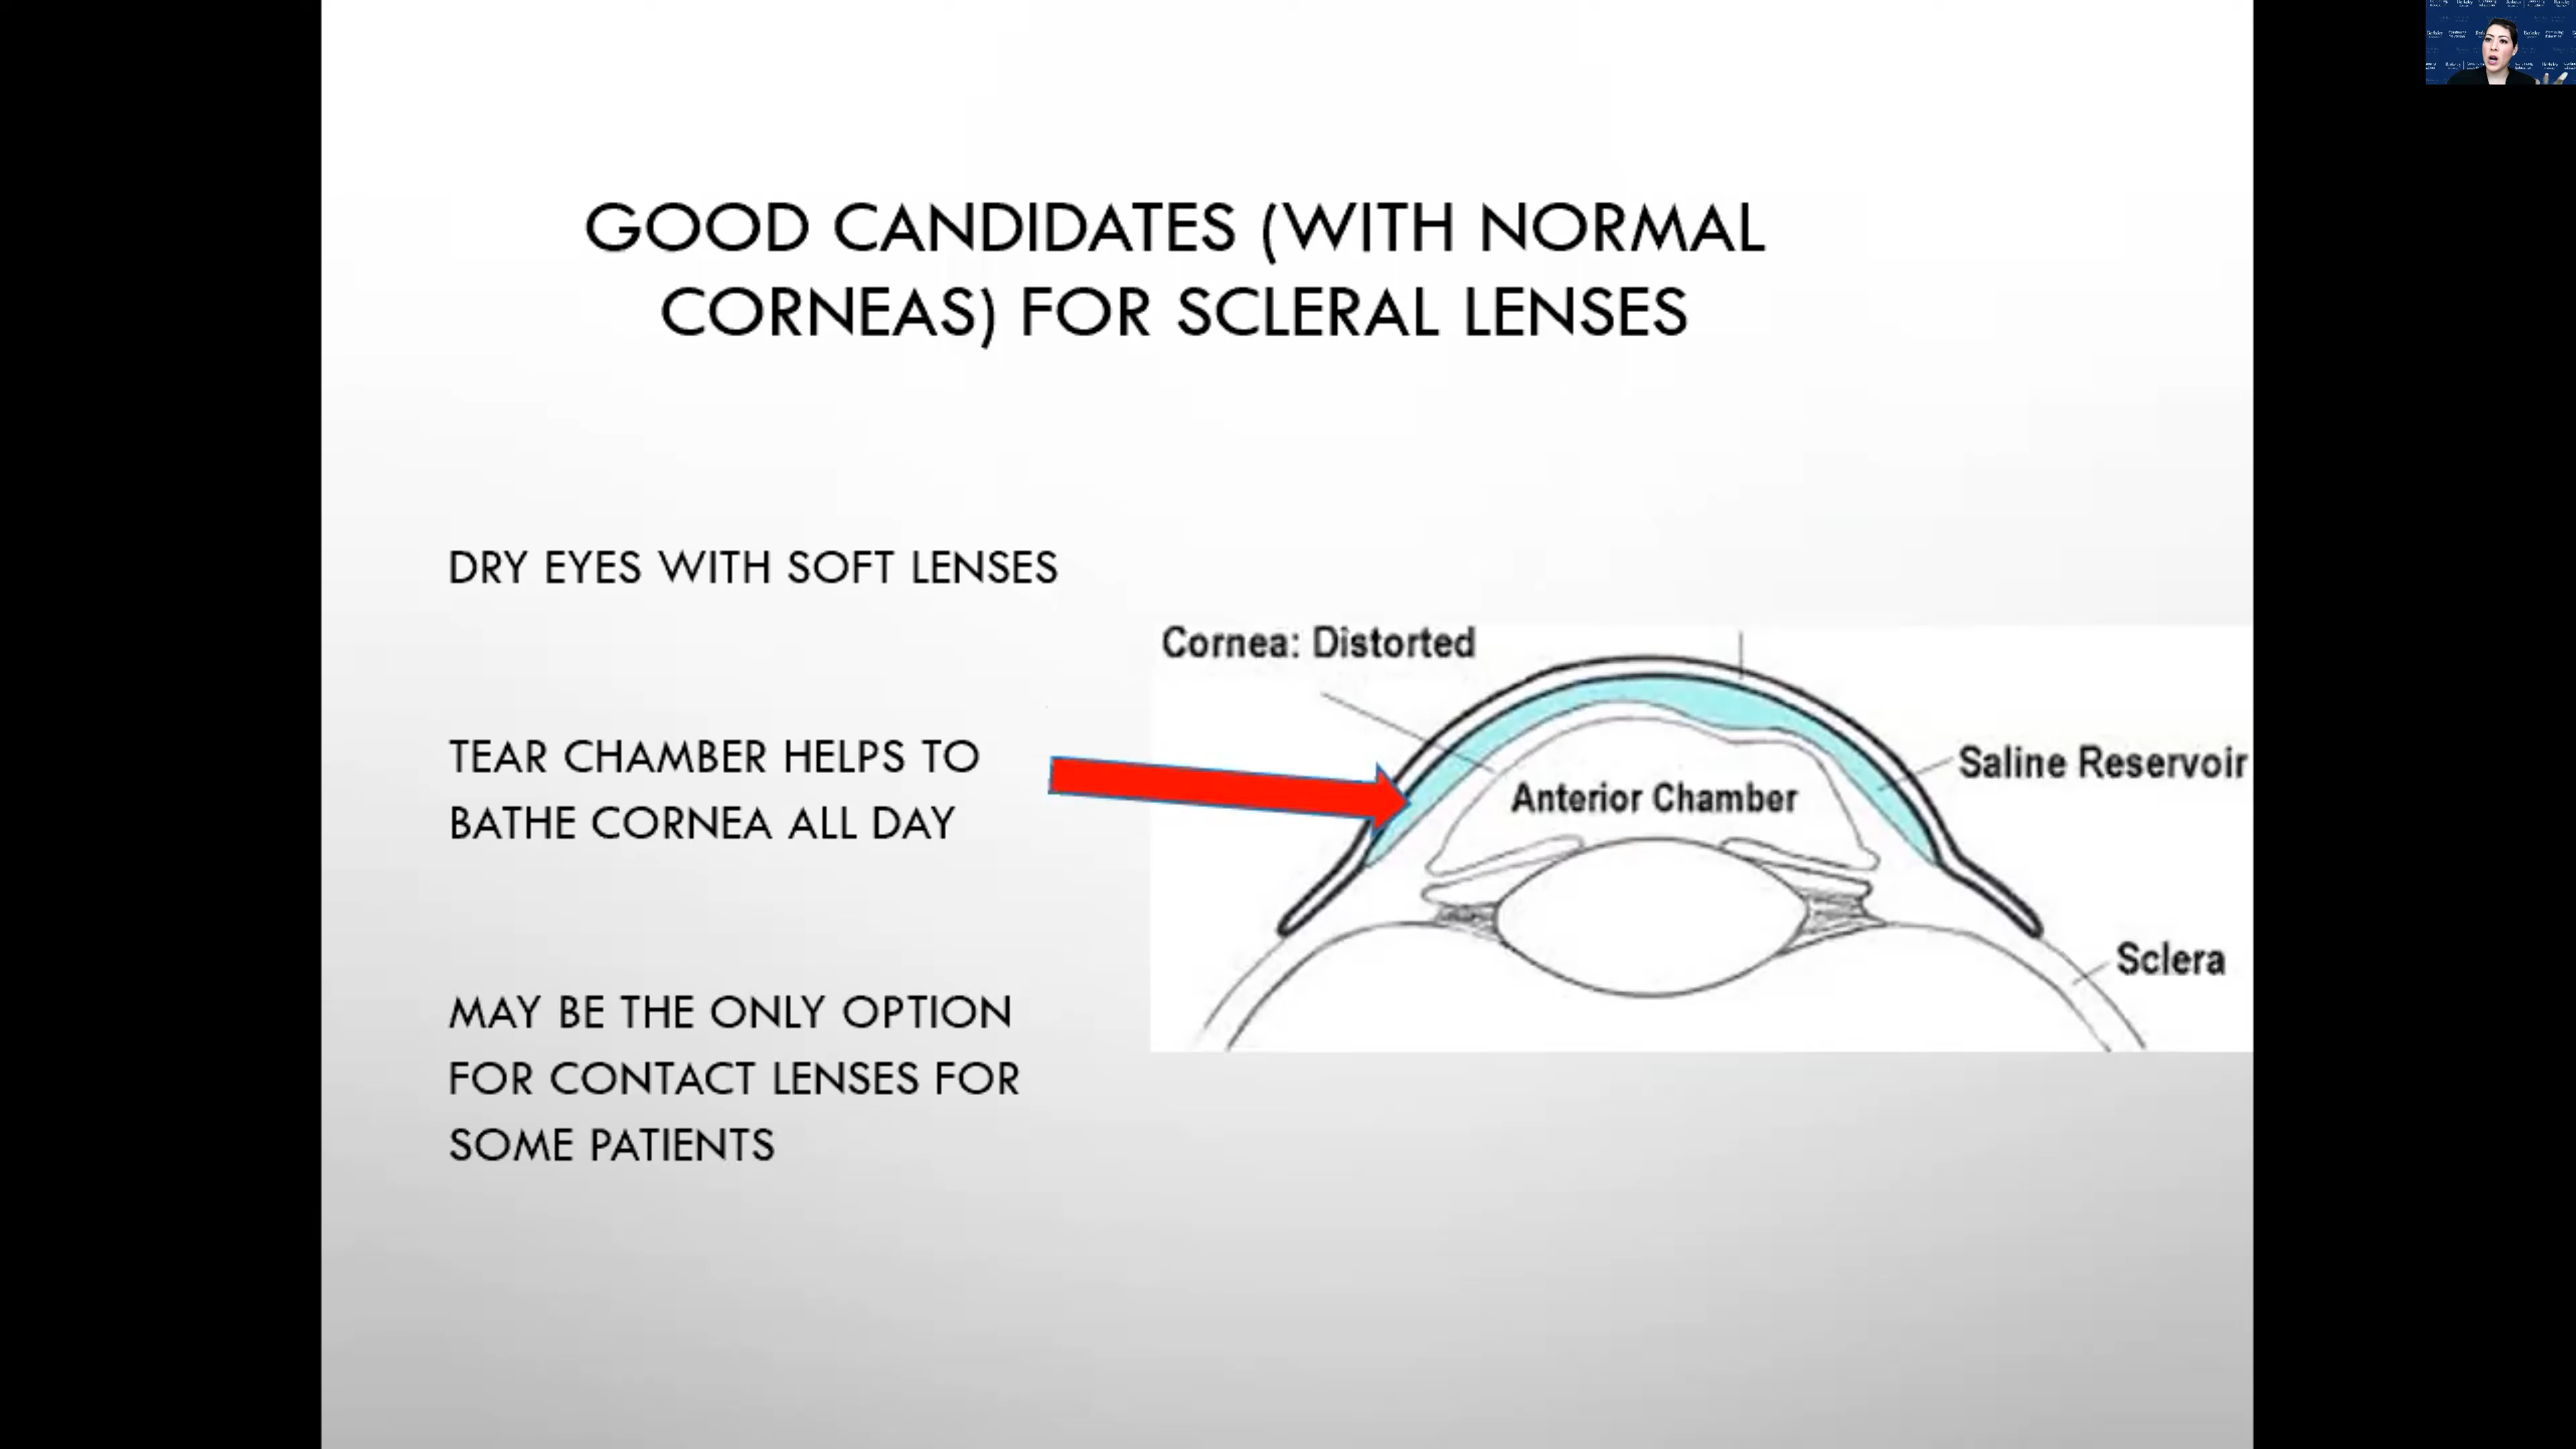 GOOD CANDIDATES (WITH NORMAL
CORNEAS) FOR SCLERAL LENSES
DRY EYES WITH SOFT LENSES
TEAR CHAMBER HELPS TO
BATHE CORNEA ALL DAY
MAY BE THE ONLY OPTION
FOR CONTACT LENSES FOR
SOME PATIENTS
Cornea: Distorted
Saline Reservoir
Anterior Chamber
Sclera